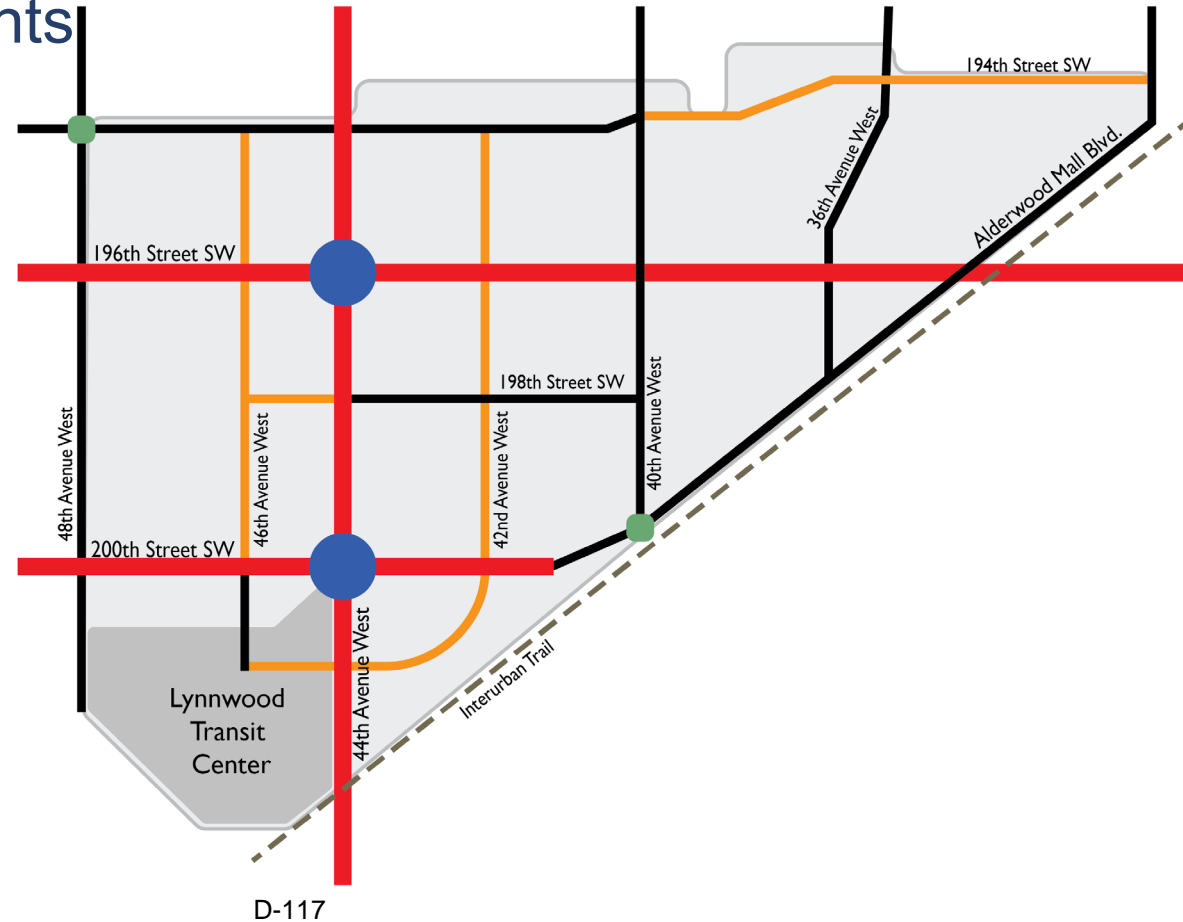 nts
194th Street SW
36th Avenue West
Alderwood Mall Blvd.
196th Street SW
198th Street SW
40th Avenue West
48th Avenue West
46th Avenue West
42nd Avenue West
200th Street SW
44th Avenue West
Interurban Trail
Lynnwood
Transit
Center
D-117